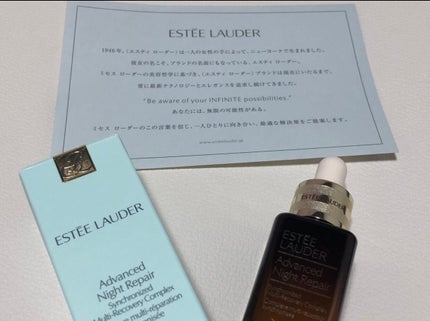 ESTĒE LAUDER
1946年、〈エスティ ローダー〉は一人の女性の手によって、ニューヨークで生まれました。
彼女の名こそ、ブランドの名前にもなっている、エスティ ローダー。
ミセス ローダーの美容哲学に基づき、〈エスティ ローダー〉ブランドは現在にいたるまで、
常に最新テクノロジーとエレガンスを追求し続けてきました。
"Be aware of your INFINITE possibilities."
あなたには、無限の可能性がある。
ミセス ローダーのこの言葉を信じ、一人ひとりに向き合い、最適な解決策をご提案します。
www.esteelauder.jp
ESTĒE LAUDER
Advanced
Night Repair
Synchronized
Multi-Recovery Complex
multi-réparation
ESTĒE
LAUDER
Advanced
Night Repair